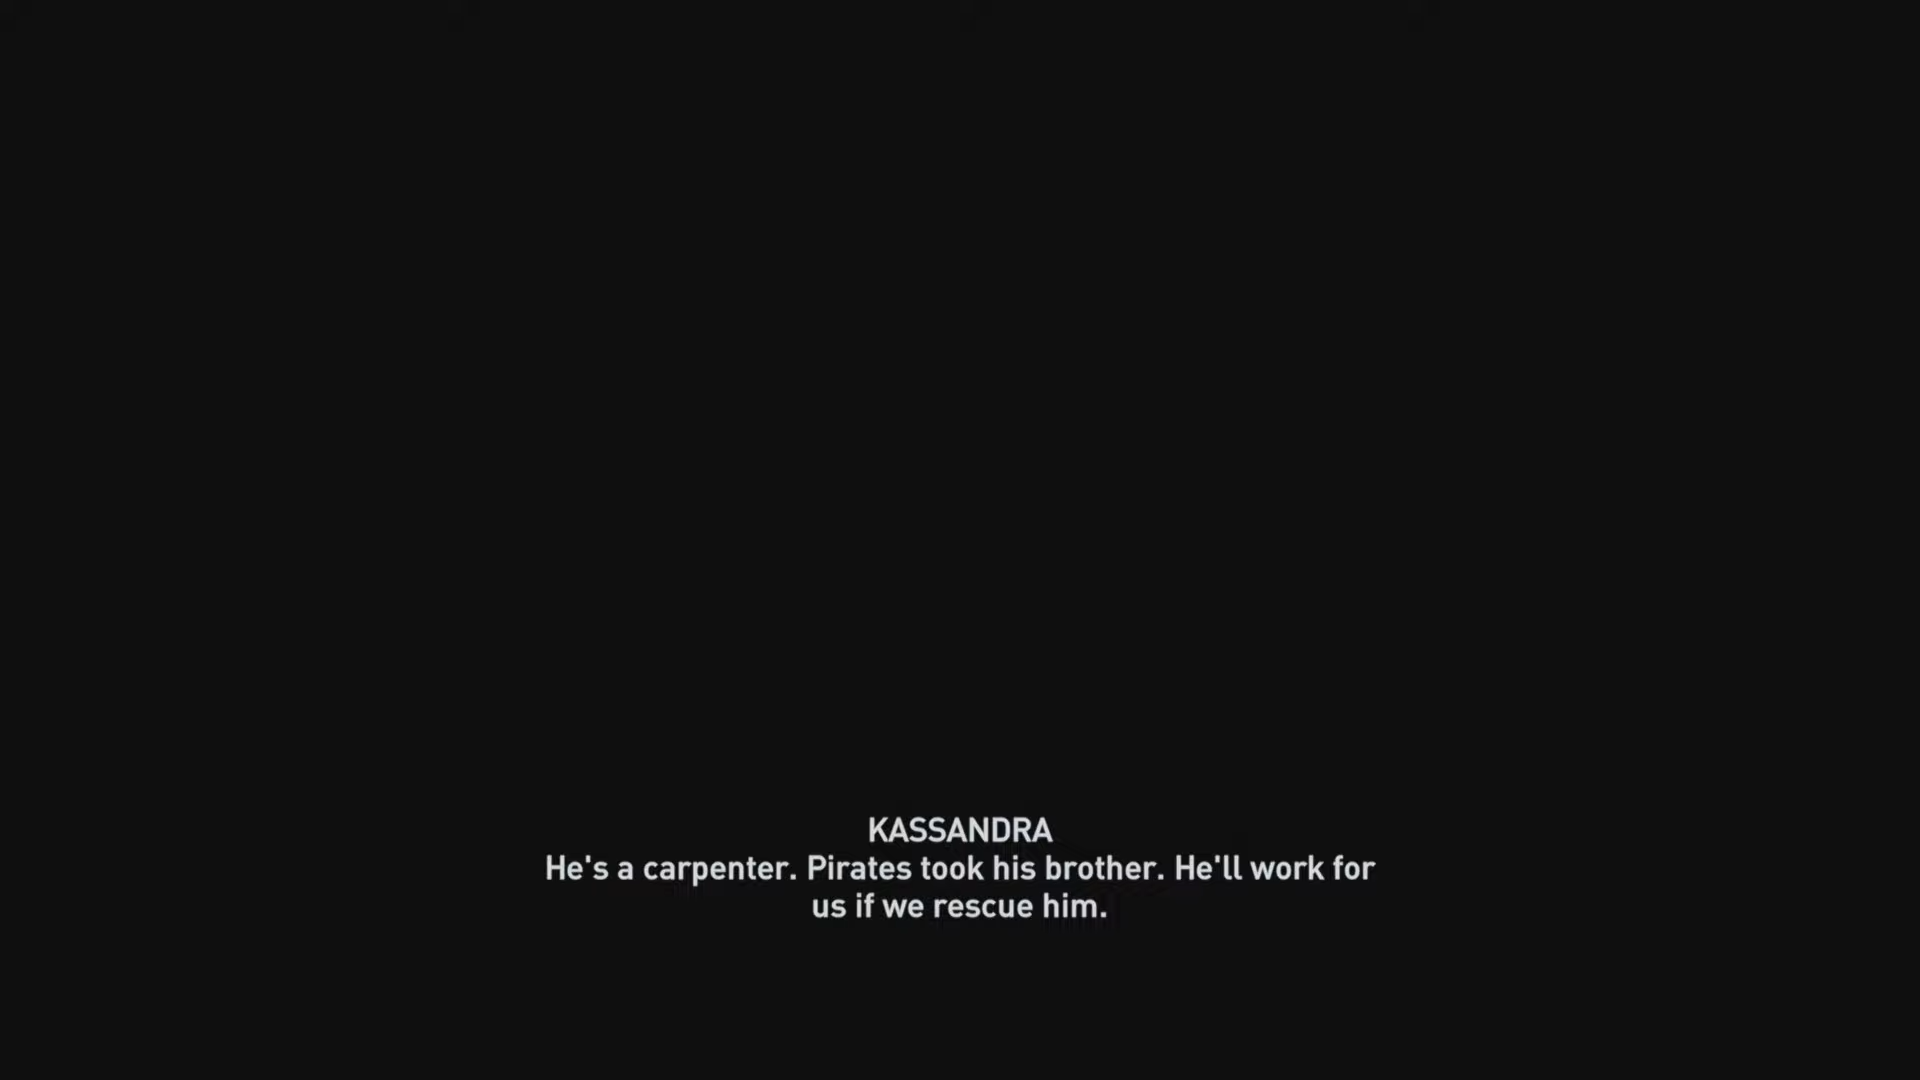 KASSANDRA
He's a carpenter. Pirates took his brother. He'll work for
us if we rescue him.